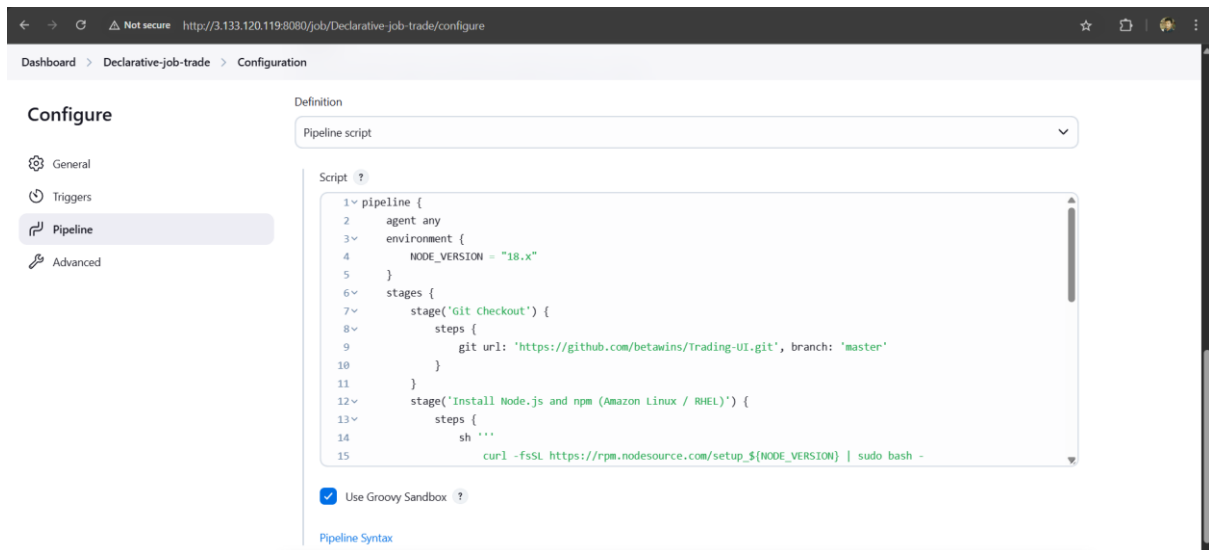 Not secure http://3.133.120.119:8080/job/Declarative-job-trade/configure
Dashboard > Declarative-job-trade > Configuration
Configure
General
Triggers
Pipeline
Advanced
Definition
Pipeline script
Script ?
1 pipeline {
2     agent any
3     environment {
4         NODE_VERSION = "18.x"
5     }
6     stages {
7         stage('Git Checkout') {
8             steps {
9                 git url: 'https://github.com/betawins/Trading-UI.git', branch: 'master'
10             }
11         }
12         stage('Install Node.js and npm (Amazon Linux / RHEL)') {
13             steps {
14                 sh '''
15                     curl -fsSL https://rpm.nodesource.com/setup_${NODE_VERSION} | sudo bash -
Use Groovy Sandbox ?
Pipeline Syntax